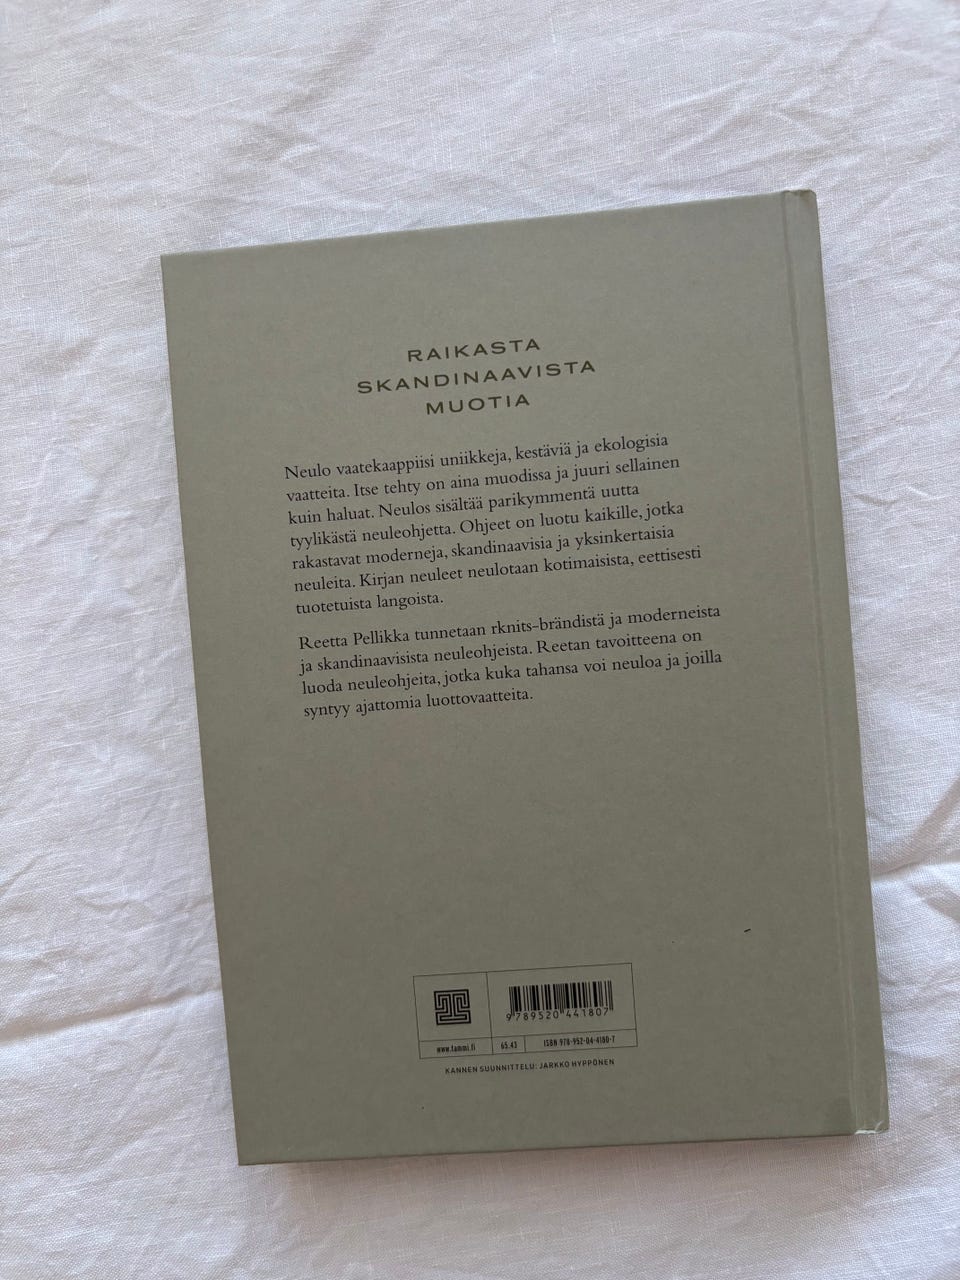 RAIKASTA
SKANDINAAVISTA
MUOTIA
Neulo vaatekaappiisi uniikkeja, kestäviä ja ekologisia
vaatteita. Itse tehty on aina muodissa ja juuri sellainen
kuin haluat. Neulos sisältää parikymmentä uutta
tyylikästä neuleohjetta. Ohjeet on luotu kaikille, jotka
rakastavat moderneja, skandinaavisia ja yksinkertaisia
neuleita. Kirjan neuleet neulotaan kotimaisista, eettisesti
tuotetuista langoista.
Reetta Pellikka tunnetaan rknits-brändistä ja moderneista
ja skandinaavisista neuleohjeista. Reetan tavoitteena on
luoda neuleohjeita, jotka kuka tahansa voi neuloa ja joilla
syntyy ajattomia luottovaatteita.
9 789520 441807
www.tammi.fi 65.43 ISBN 978-952-04-4180-7
KANNEN SUUNNITTELU: JARKKO HYPPÖNEN